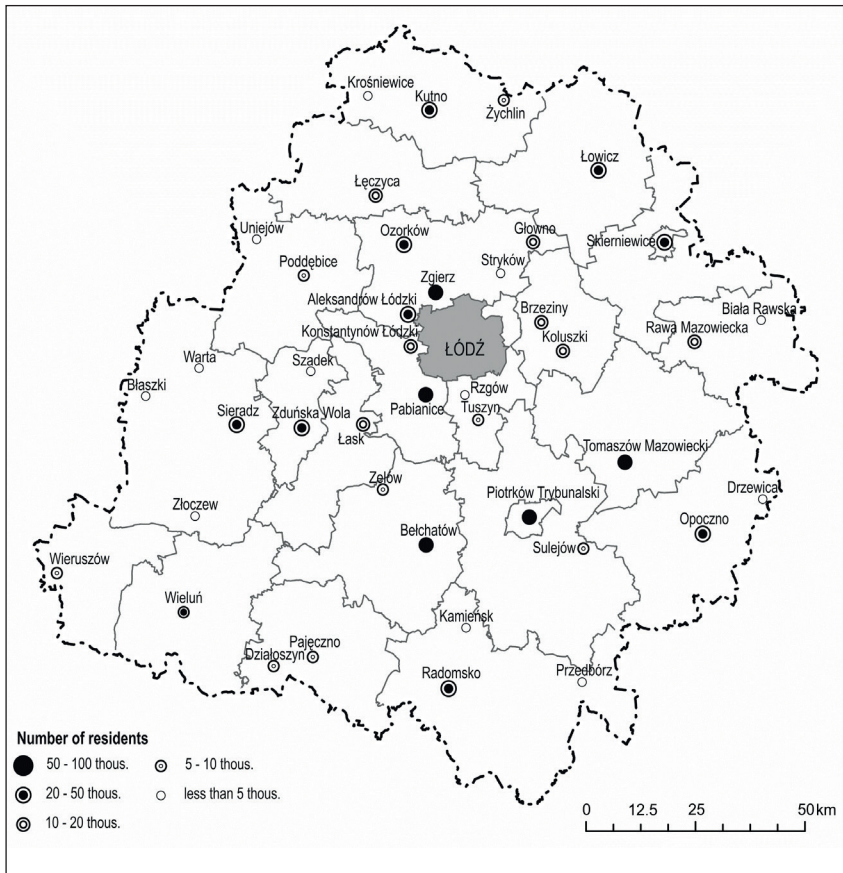 Krośniewice
Kutno
Żychlin
Łowicz
Łęczyca
Uniejów
Ozorków
Głowno
Skierniewice
Poddębice
Stryków
Zgierz
Aleksandrów Łódzki
Brzeziny
Biała Rawska
Konstantynów Łódzki
Rawa Mazowiecka
Koluszki
ŁÓDŹ
Warta
Szadek
Błaszki
Rzgów
Pabianice
Tuszyn
Sieradz
Zduńska Wola
Łask
Tomaszów Mazowiecki
Zelów
Piotrków Trybunalski
Drzewica
Złoczew
Opoczno
Bełchatów
Sulejów
Wieruszów
Wieluń
Kamieńsk
Pajęczno
Działoszyn
Radomsko
Przedbórz
Number of residents
50 - 100 thous.
20 - 50 thous.
10 - 20 thous.
5 - 10 thous.
less than 5 thous.
0 12.5 25 50 km